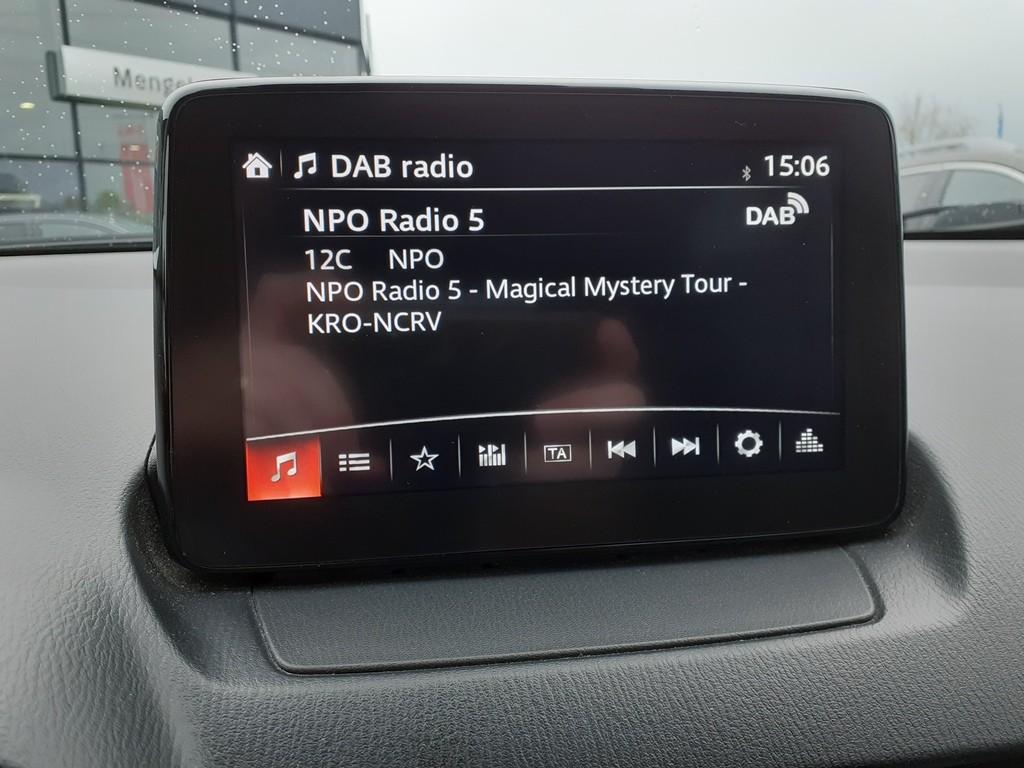 DAB radio
15:06
NPO Radio 5
DAB
12C NPO
NPO Radio 5 - Magical Mystery Tour -
KRO-NCRV
TA